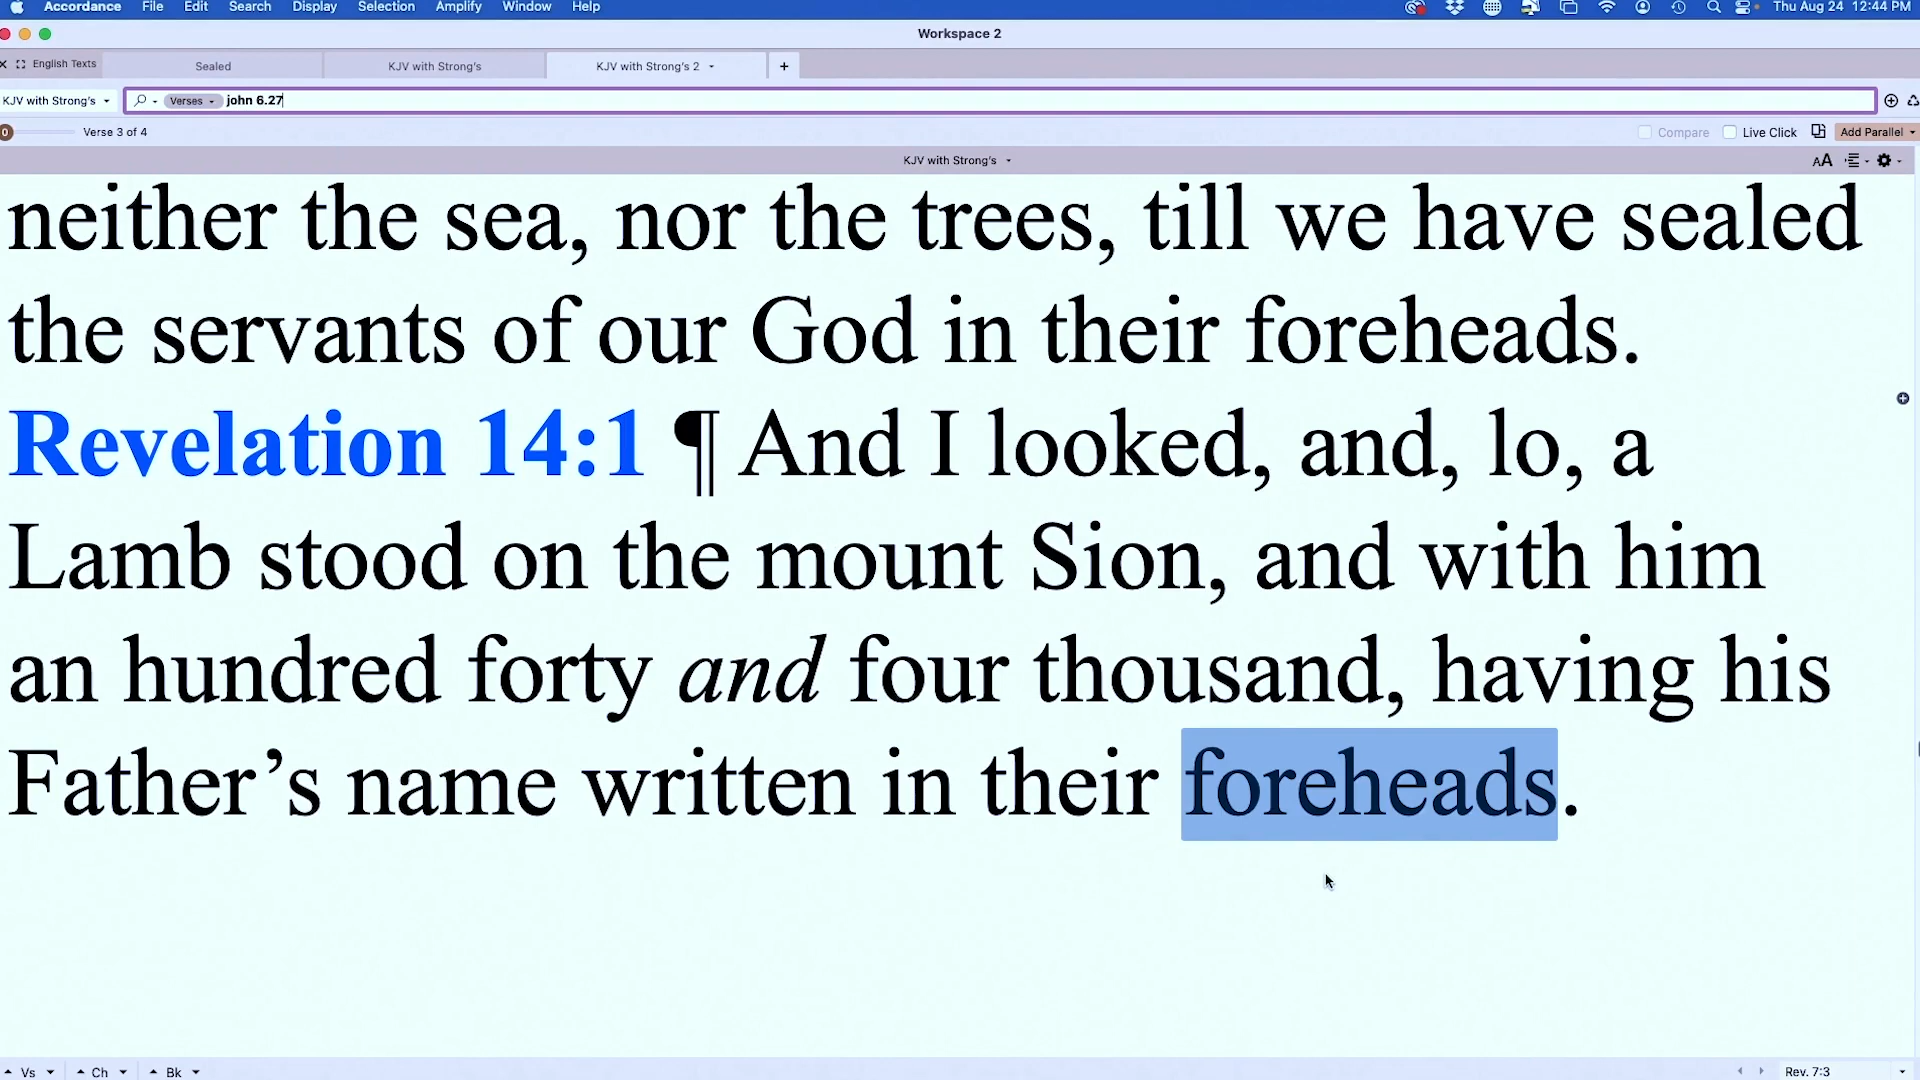 Accordance File Edit Search Display Selection Amplify Window Help Thu Aug 24 12:44 PM
Workspace 2
English Texts Sealed KJV with Strong's KJV with Strong's 2 +
KJV with Strong's Verses john 6.27
0 Verse 3 of 4 Compare Live Click Add Parallel
KJV with Strong's AA
neither the sea, nor the trees, till we have sealed
the servants of our God in their foreheads.
Revelation 14:1 ¶ And I looked, and, lo, a
Lamb stood on the mount Sion, and with him
an hundred forty and four thousand, having his
Father’s name written in their foreheads.
Vs Ch Bk Rev. 7:3